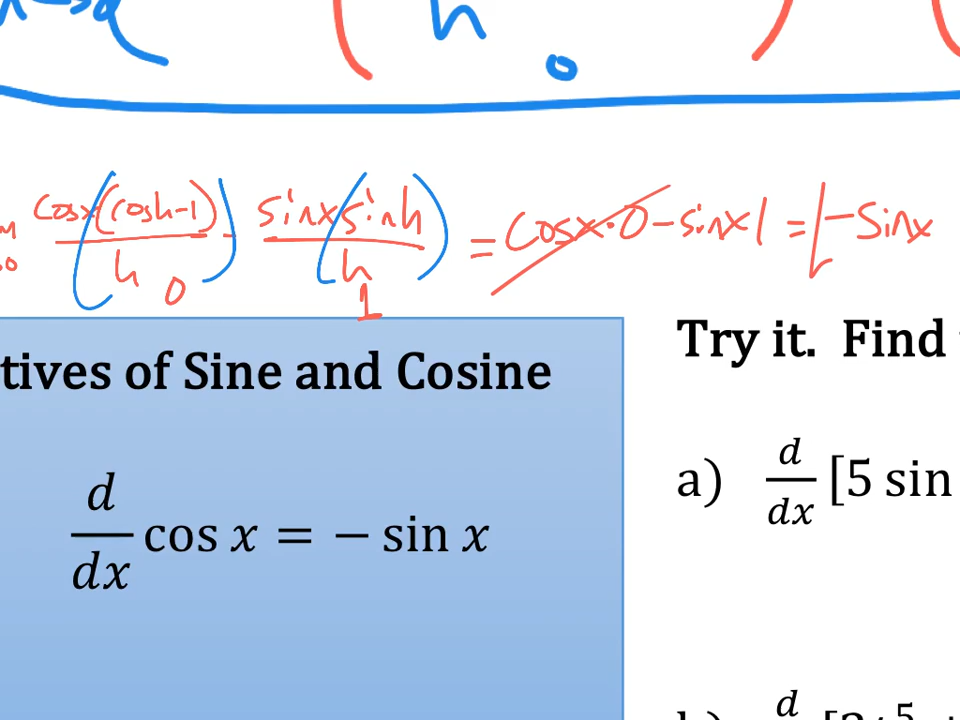 h
cosx(cosh-1)/h - sinx sinh/h = cosx·0 - sinx1 = -sinx
0 1
tives of Sine and Cosine
Try it. Find
d/dx cos x = − sin x
a) d/dx [5 sin
d